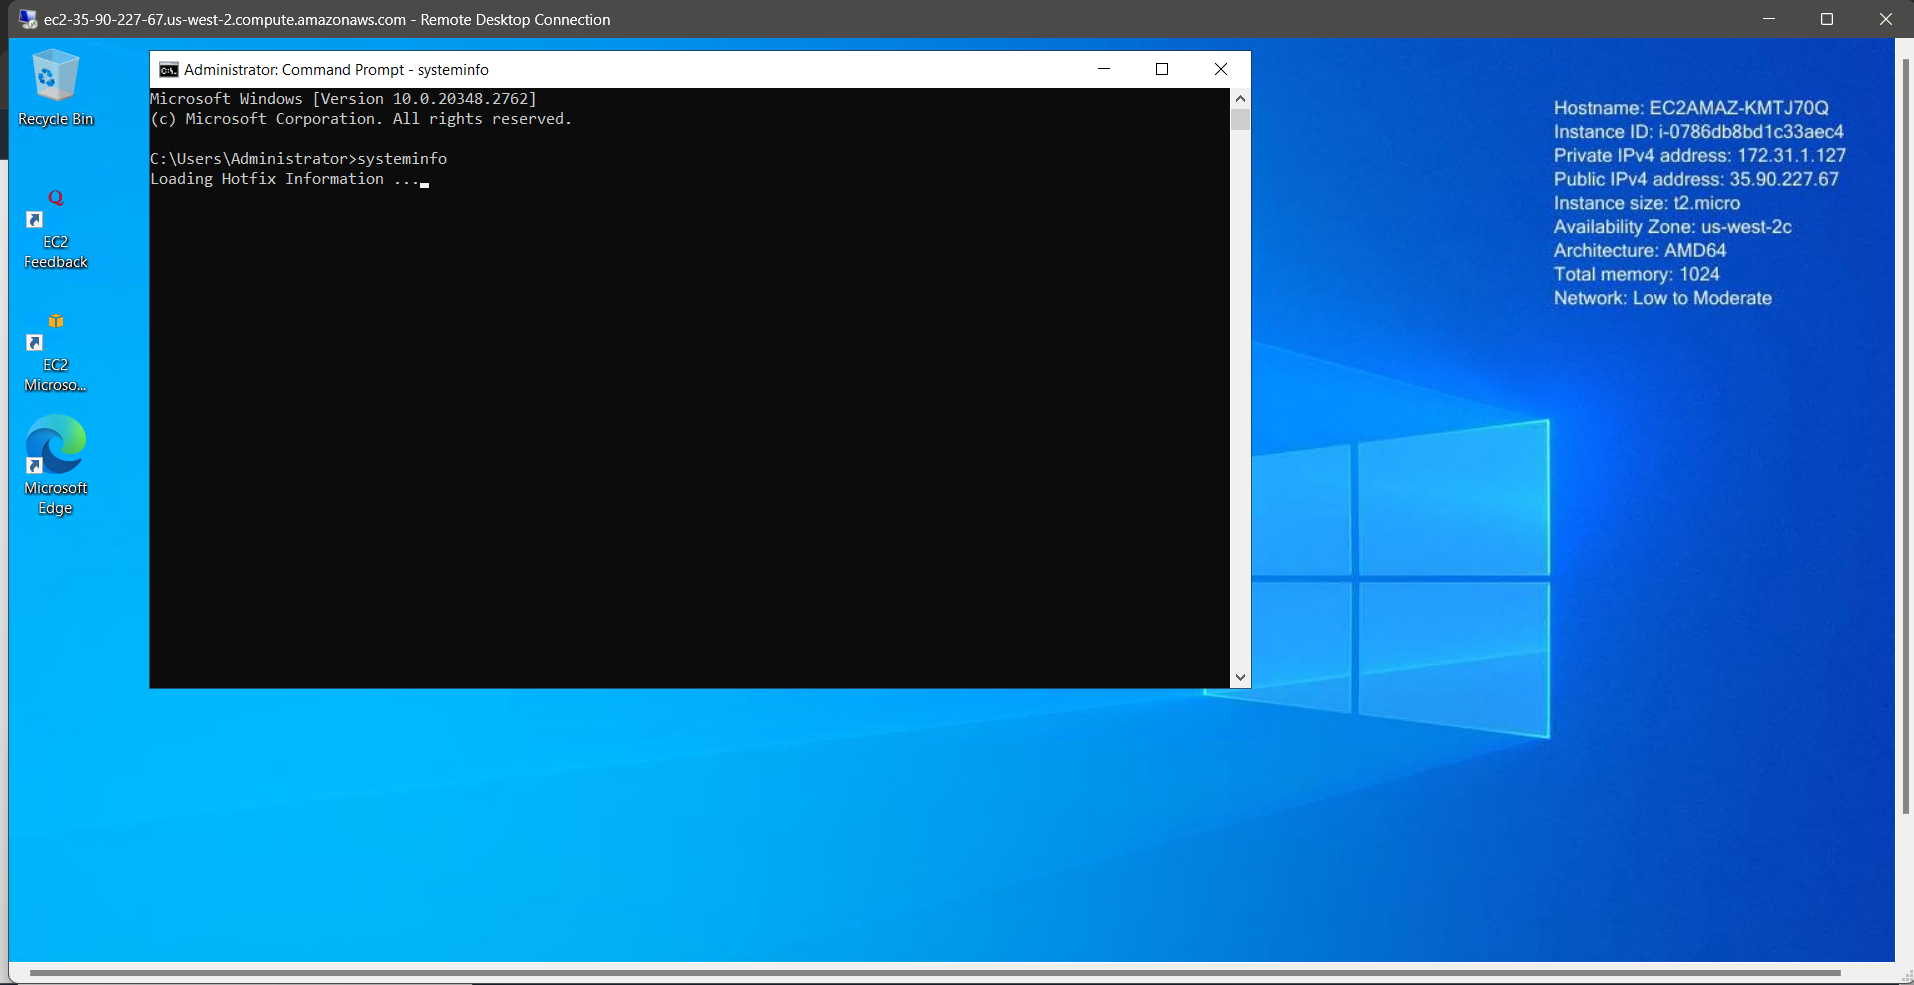 ec2-35-90-227-67.us-west-2.compute.amazonaws.com - Remote Desktop Connection
Recycle Bin
EC2
Feedback
EC2
Microso...
Microsoft
Edge
Administrator: Command Prompt - systeminfo
Microsoft Windows [Version 10.0.20348.2762]
(c) Microsoft Corporation. All rights reserved.
C:\Users\Administrator>systeminfo
Loading Hotfix Information ...
Hostname: EC2AMAZ-KMTJ70Q
Instance ID: i-0786db8bd1c33aec4
Private IPv4 address: 172.31.1.127
Public IPv4 address: 35.90.227.67
Instance size: t2.micro
Availability Zone: us-west-2c
Architecture: AMD64
Total memory: 1024
Network: Low to Moderate